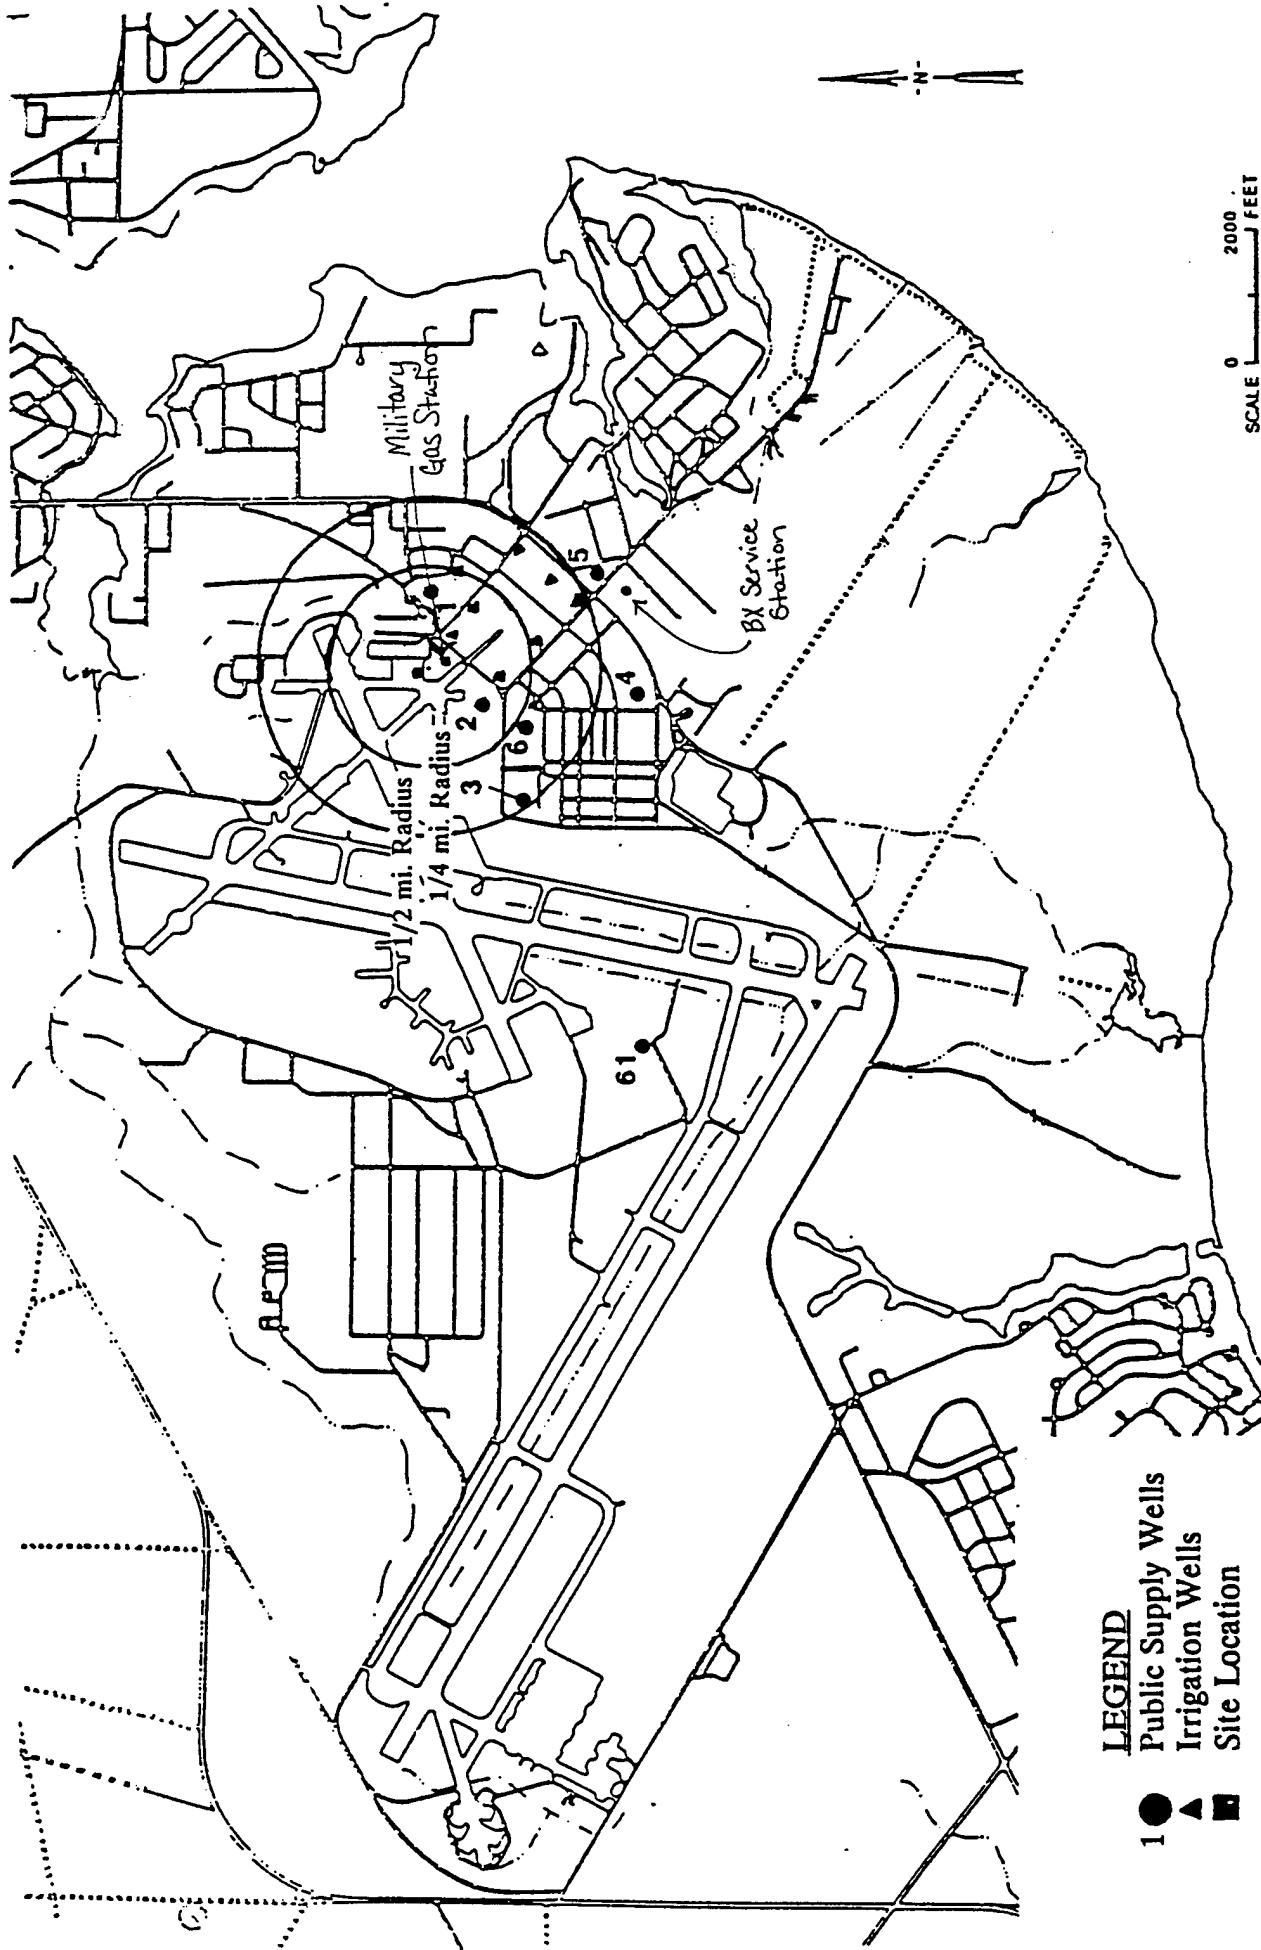 Military
Gas Station
BX Service
Station
1/2 mi. Radius
1/4 mi. Radius
1
2
3
4
5
6
61
-N-
SCALE
0
2000
FEET
LEGEND
1
Public Supply Wells
Irrigation Wells
Site Location